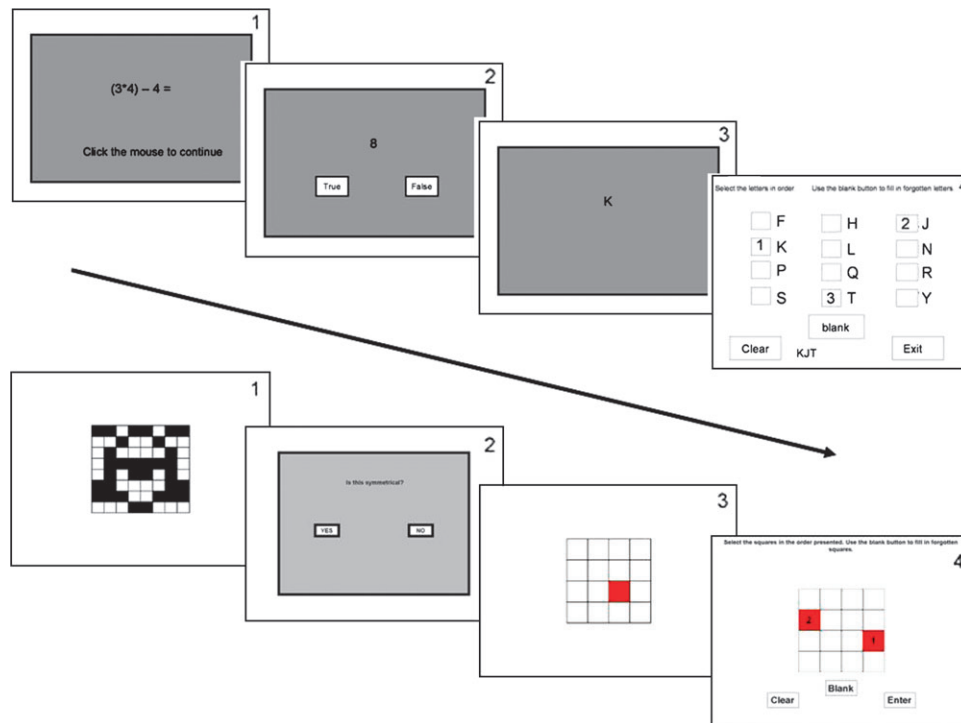 1
(3*4) – 4 =
Click the mouse to continue
2
8
True False
3
K
Select the letters in order Use the blank button to fill in forgotten letters 4
F H 2 J
1 K L N
P Q R
S 3 T Y
blank
Clear KJT Exit
1
2
Is this symmetrical?
YES NO
3
Select the squares in the order presented. Use the blank button to fill in forgotten
squares.
4
2
1
Blank
Clear Enter